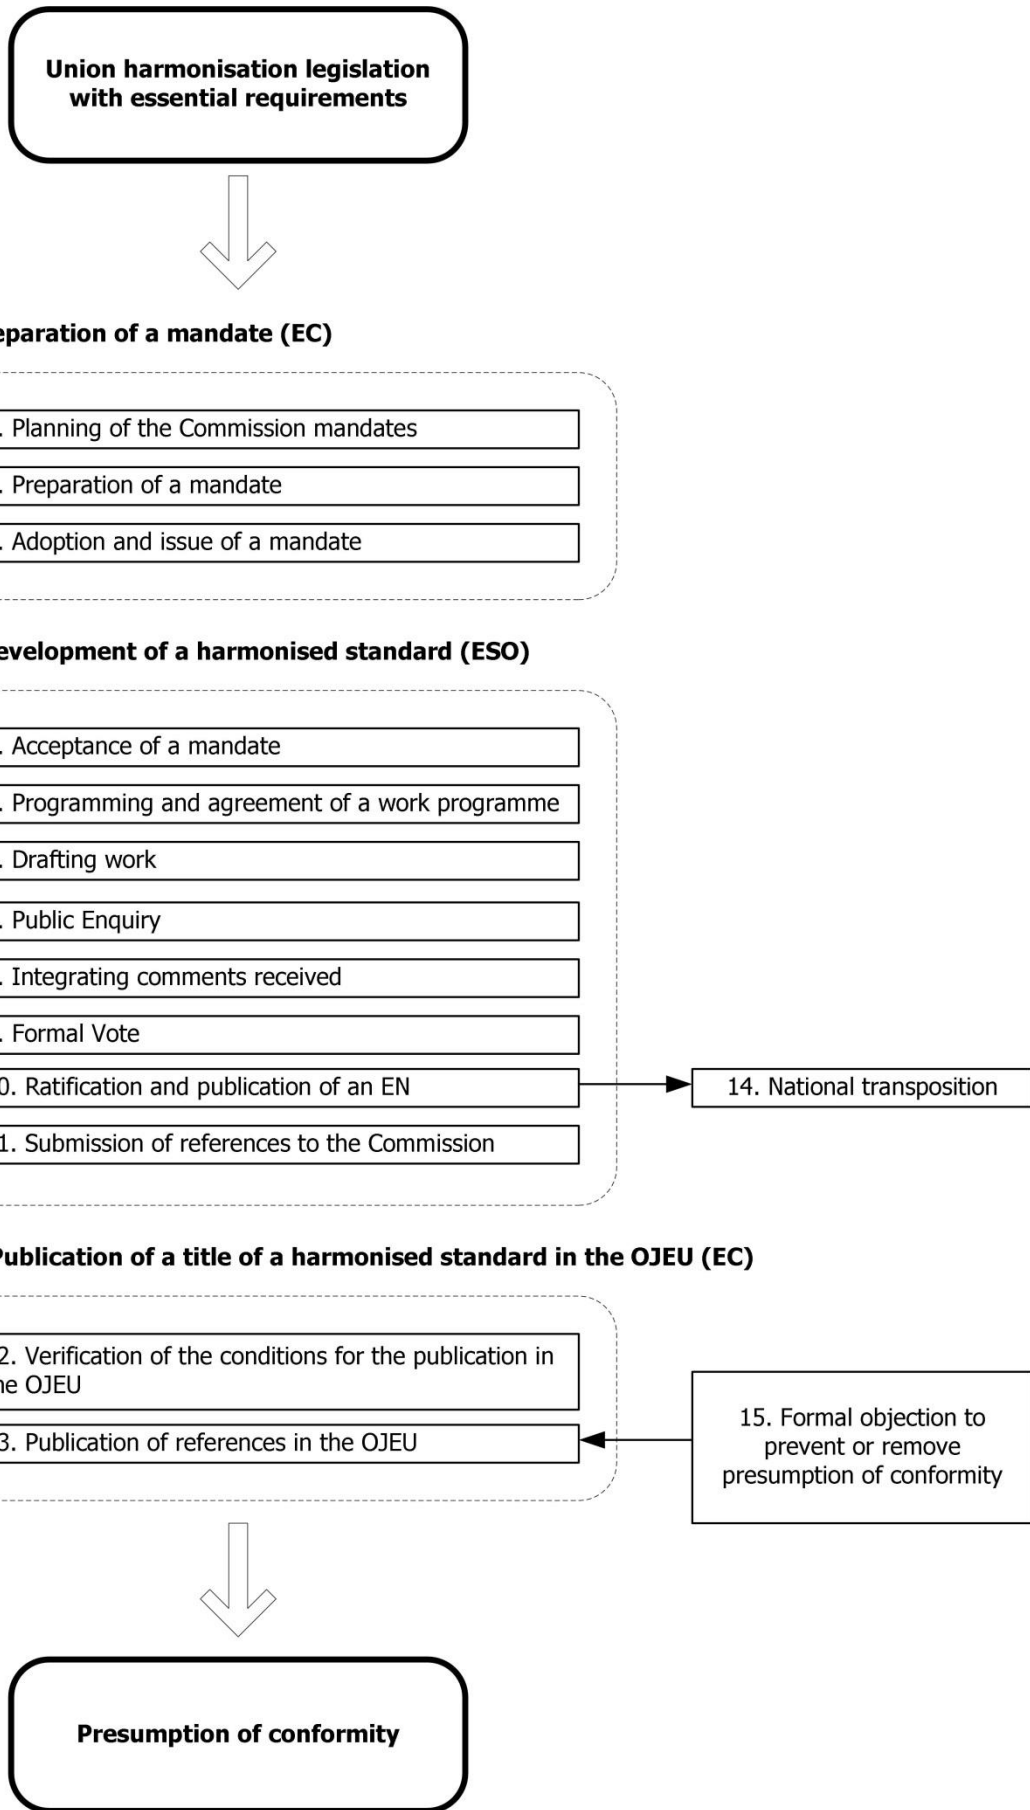 Union harmonisation legislation
with essential requirements
eparation of a mandate (EC)
. Planning of the Commission mandates
. Preparation of a mandate
. Adoption and issue of a mandate
evelopment of a harmonised standard (ESO)
. Acceptance of a mandate
. Programming and agreement of a work programme
. Drafting work
. Public Enquiry
. Integrating comments received
. Formal Vote
0. Ratification and publication of an EN
14. National transposition
1. Submission of references to the Commission
Publication of a title of a harmonised standard in the OJEU (EC)
2. Verification of the conditions for the publication in
he OJEU
3. Publication of references in the OJEU
15. Formal objection to
prevent or remove
presumption of conformity
Presumption of conformity